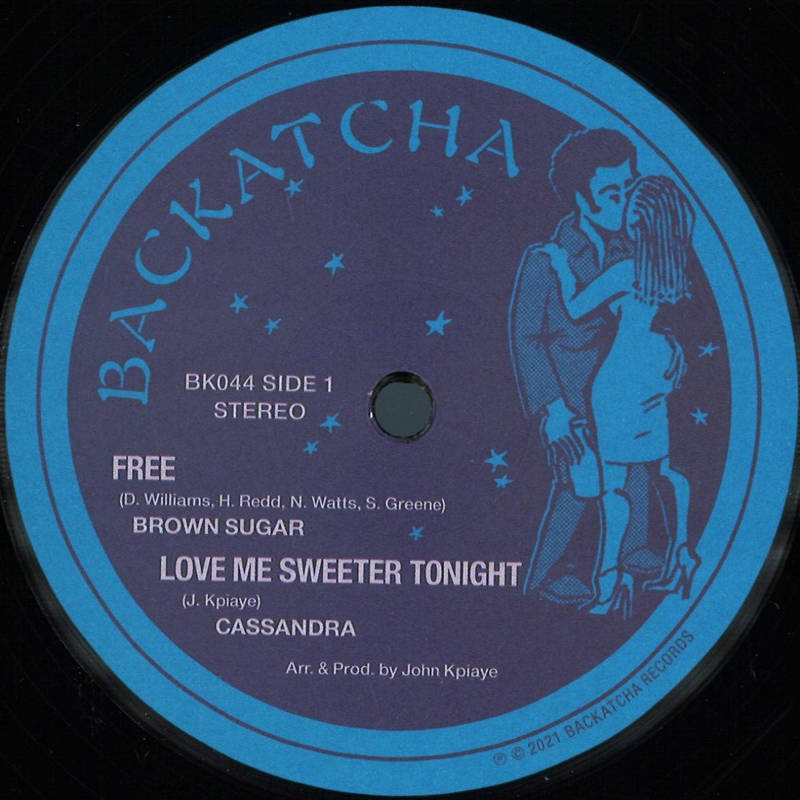 BACKATCHA
BK044 SIDE 1
STEREO
FREE
(D. Williams, H. Redd, N. Watts, S. Greene)
BROWN SUGAR
LOVE ME SWEETER TONIGHT
(J. Kpiaye)
CASSANDRA
Arr. & Prod. by John Kpiaye
℗ © 2021 BACKATCHA RECORDS